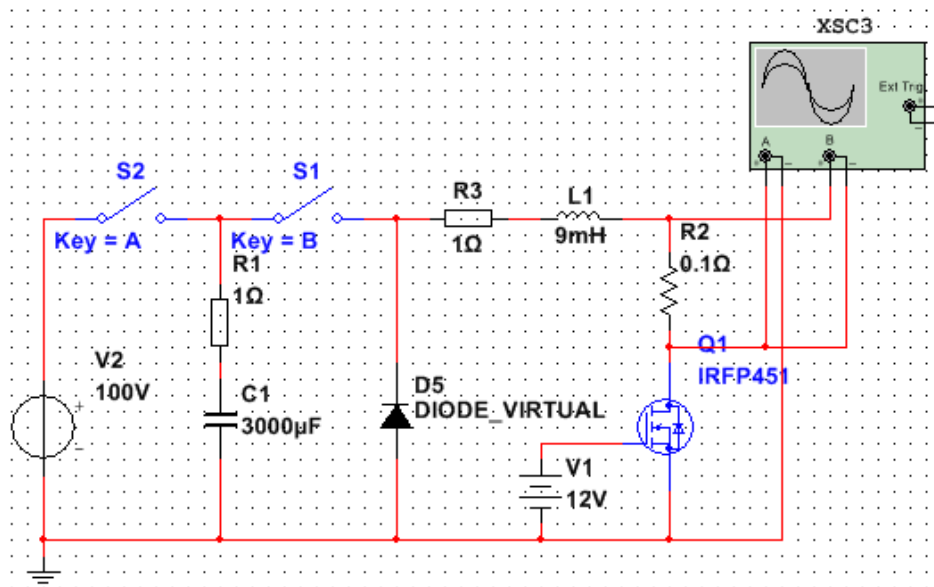 XSC3
Ext Trig
+
-
A
B
+
-
+
-
S2
S1
Key = A
Key = B
R3
1Ω
L1
9mH
R2
0.1Ω
R1
1Ω
V2
100V
+
-
C1
3000µF
D5
DIODE_VIRTUAL
Q1
IRFP451
V1
12V